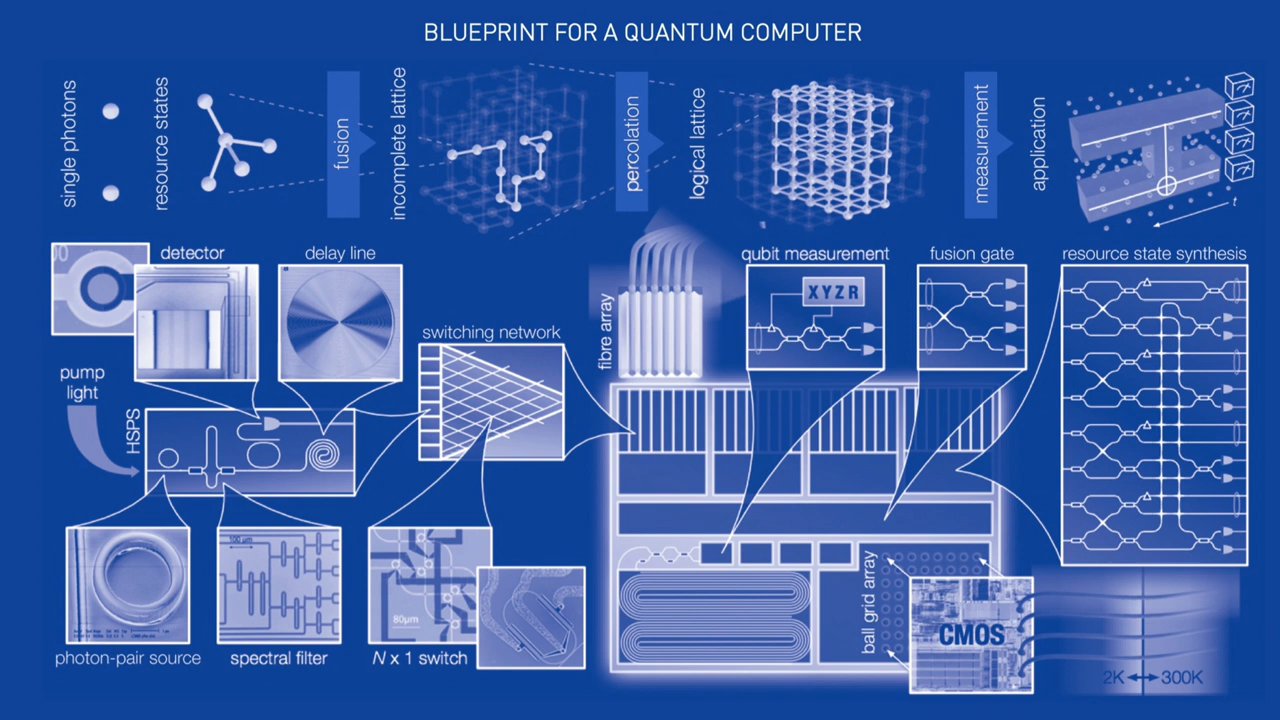 BLUEPRINT FOR A QUANTUM COMPUTER
single photons
resource states
fusion
incomplete lattice
percolation
logical lattice
measurement
application
t
detector
delay line
switching network
fibre array
qubit measurement
XYZR
fusion gate
resource state synthesis
pump
light
HSPS
100 µm
80µm
photon-pair source
spectral filter
N x 1 switch
ball grid array
CMOS
2K
300K